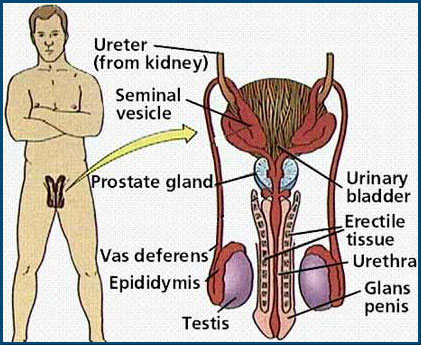 Ureter
(from kidney)
Seminal
vesicle
Prostate gland
Urinary
bladder
Erectile
tissue
Vas deferens
Urethra
Epididymis
Glans
penis
Testis